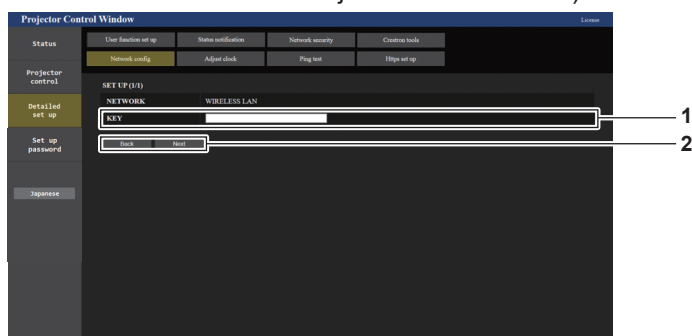 Projector Control Window
License
Status
User function set up
Status notification
Network security
Crestron tools
Network config
Adjust clock
Ping test
Https set up
Projector
control
SET UP (1/1)
NETWORK WIRELESS LAN
Detailed
set up
KEY
1
Back Next
2
Set up
password
Japanese